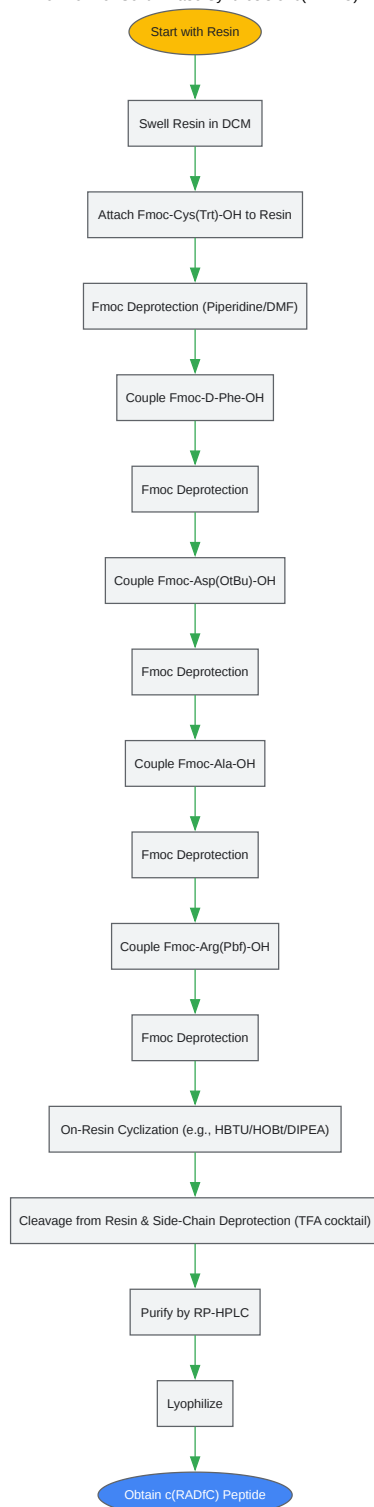 Start with Resin
Swell Resin in DCM
Attach Fmoc-Cys(Trt)-OH to Resin
Fmoc Deprotection (Piperidine/DMF)
Couple Fmoc-D-Phe-OH
Fmoc Deprotection
Couple Fmoc-Asp(OtBu)-OH
Fmoc Deprotection
Couple Fmoc-Ala-OH
Fmoc Deprotection
Couple Fmoc-Arg(Pbf)-OH
Fmoc Deprotection
On-Resin Cyclization (e.g., HBTU/HOBt/DIPEA)
Cleavage from Resin & Side-Chain Deprotection (TFA cocktail)
Purify by RP-HPLC
Lyophilize
Obtain c(RADfC) Peptide